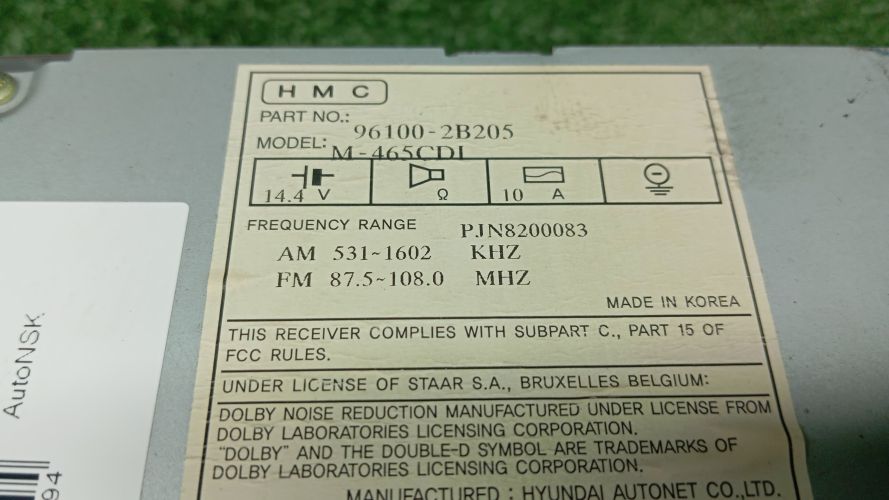 HMC
PART NO.: 96100-2B205
MODEL: M-465CDI
14.4 V
Ω
10 A
FREQUENCY RANGE PJN8200083
AM 531~1602 KHZ
FM 87.5~108.0 MHZ
MADE IN KOREA
THIS RECEIVER COMPLIES WITH SUBPART C., PART 15 OF
FCC RULES.
UNDER LICENSE OF STAAR S.A., BRUXELLES BELGIUM:
DOLBY NOISE REDUCTION MANUFACTURED UNDER LICENSE FROM
DOLBY LABORATORIES LICENSING CORPORATION.
"DOLBY" AND THE DOUBLE-D SYMBOL ARE TRADEMARKS OF
DOLBY LABORATORIES LICENSING CORPORATION.
MANUFACTURED : HYUNDAI AUTONET CO.,LTD.
AutoNSK
94